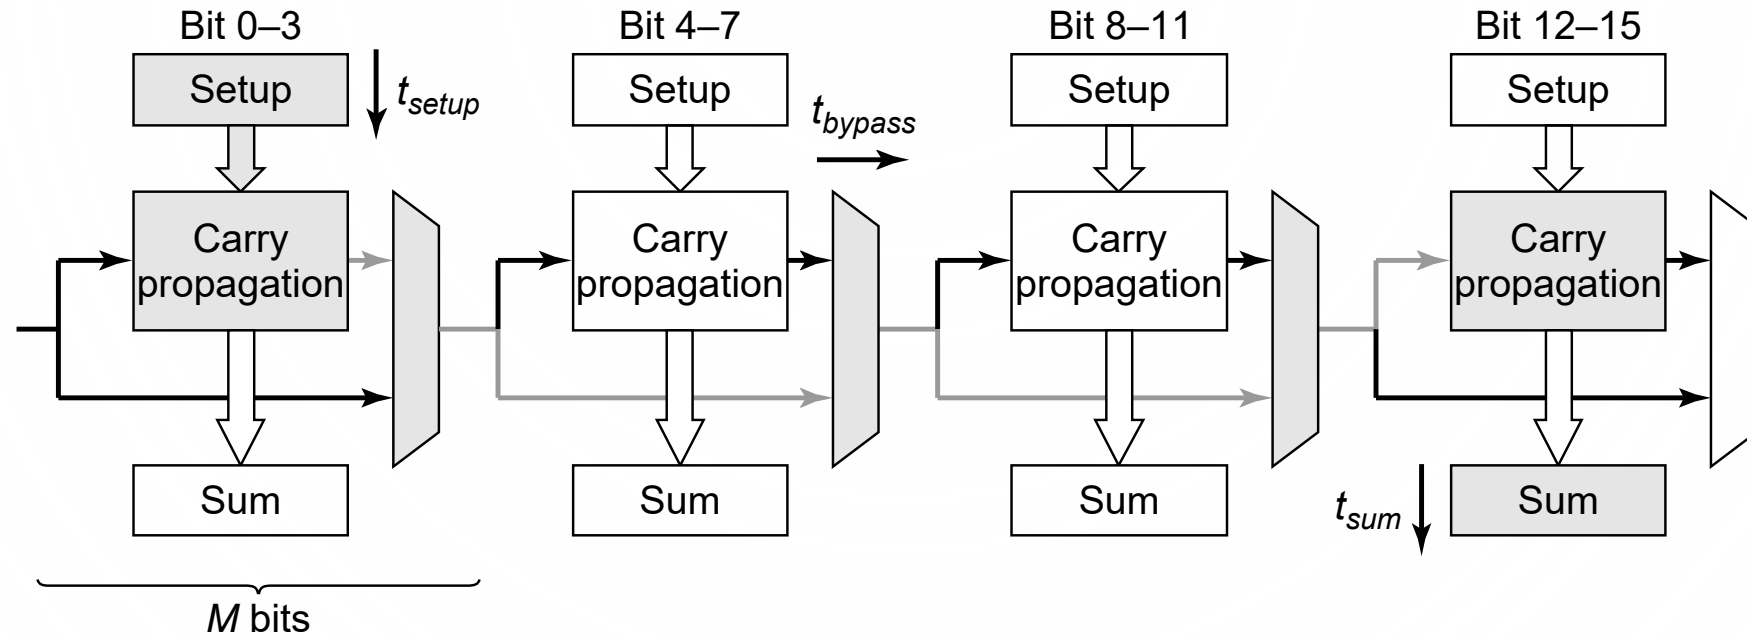 Bit 0–3
Bit 4–7
Bit 8–11
Bit 12–15
Setup
t_setup
Setup
t_bypass
Setup
Setup
Carry
propagation
Carry
propagation
Carry
propagation
Carry
propagation
Sum
Sum
Sum
t_sum
Sum
M bits